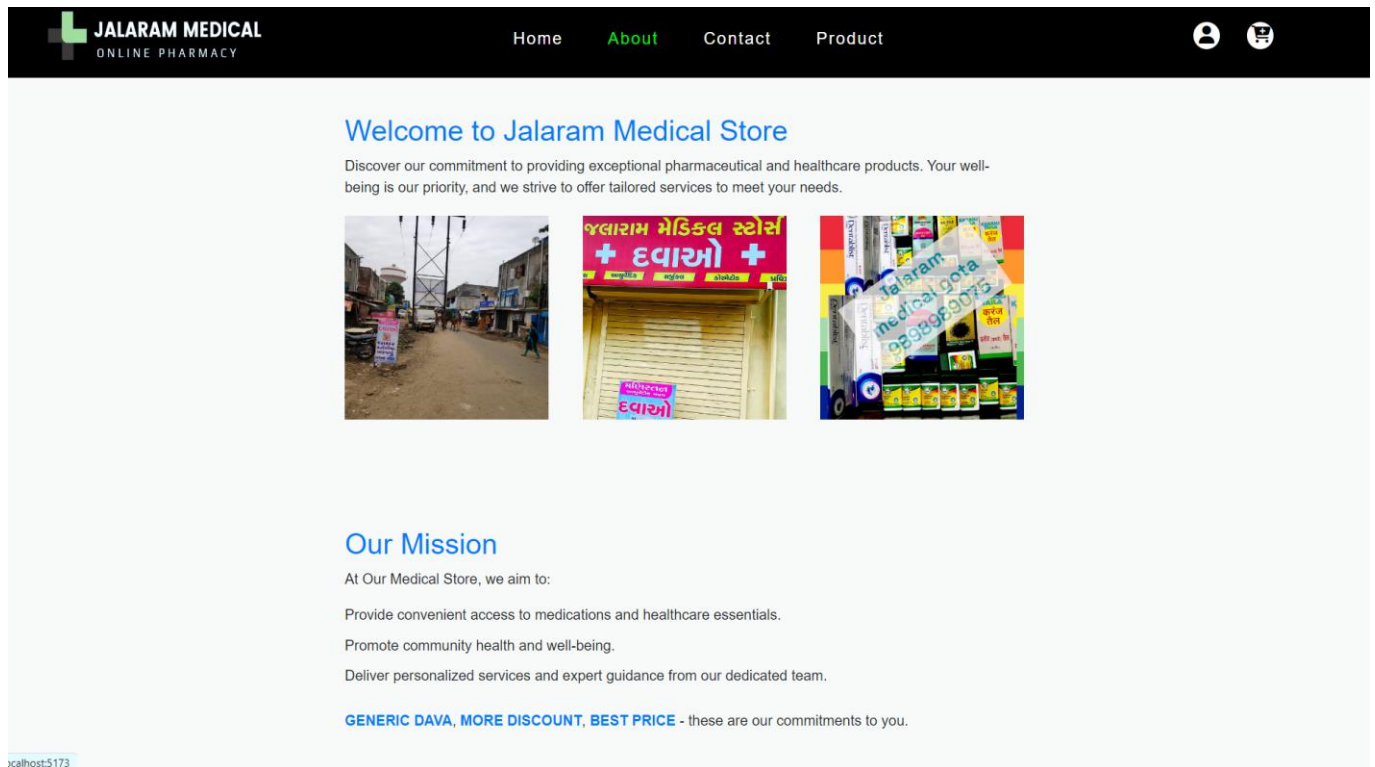 JALARAM MEDICAL
ONLINE PHARMACY
Home About Contact Product
Welcome to Jalaram Medical Store
Discover our commitment to providing exceptional pharmaceutical and healthcare products. Your well-
being is our priority, and we strive to offer tailored services to meet your needs.
જલારામ મેડિકલ સ્ટોર્સ
+ દવાઓ +
દવાઓ
Jalaram
medical gota
9898989075
करंज
तेल
Our Mission
At Our Medical Store, we aim to:
Provide convenient access to medications and healthcare essentials.
Promote community health and well-being.
Deliver personalized services and expert guidance from our dedicated team.
GENERIC DAVA, MORE DISCOUNT, BEST PRICE - these are our commitments to you.
ocalhost:5173